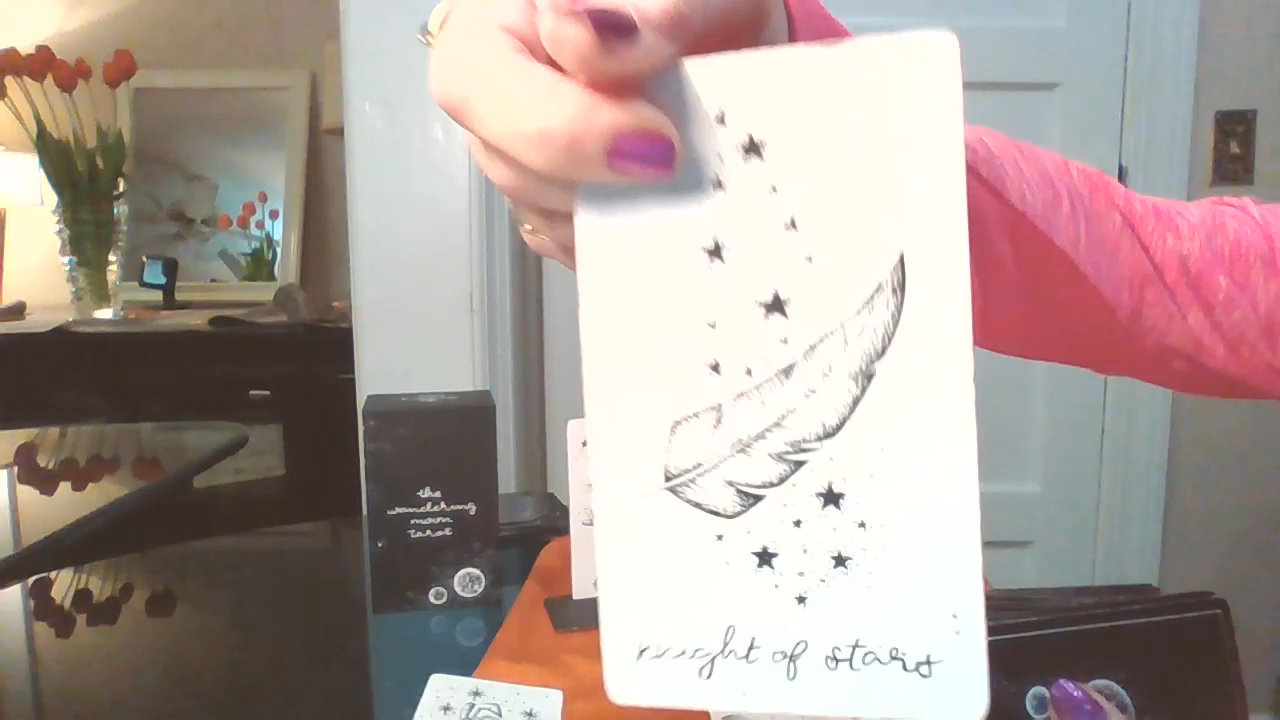 the
wandering
moon
tarot
knight of stars